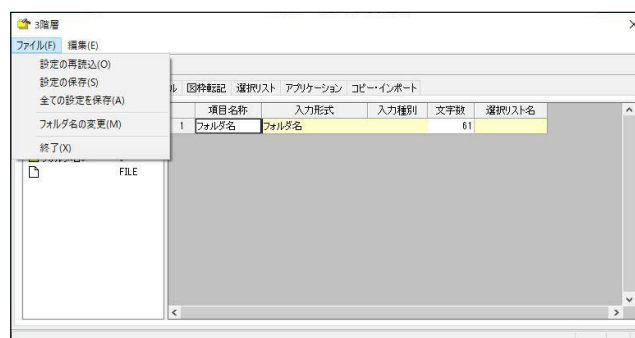 3階層
ファイル(F) 編集(E)
設定の再読込(O)
設定の保存(S)
全ての設定を保存(A)
フォルダ名の変更(M)
終了(X)
ル 図枠転記 選択リスト アプリケーション コピー・インポート
項目名称 入力形式 入力種別 文字数 選択リスト名
1 フォルダ名 フォルダ名 61
FILE